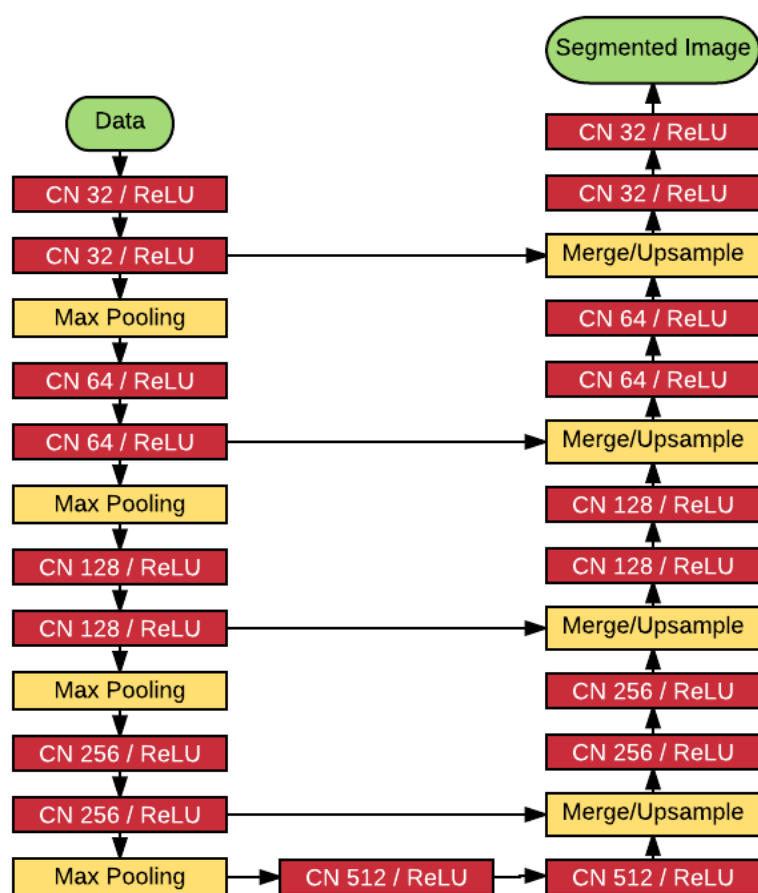 Data
CN 32 / ReLU
CN 32 / ReLU
Max Pooling
CN 64 / ReLU
CN 64 / ReLU
Max Pooling
CN 128 / ReLU
CN 128 / ReLU
Max Pooling
CN 256 / ReLU
CN 256 / ReLU
Max Pooling
CN 512 / ReLU
CN 512 / ReLU
Merge/Upsample
CN 256 / ReLU
CN 256 / ReLU
Merge/Upsample
CN 128 / ReLU
CN 128 / ReLU
Merge/Upsample
CN 64 / ReLU
CN 64 / ReLU
Merge/Upsample
CN 32 / ReLU
CN 32 / ReLU
Segmented Image